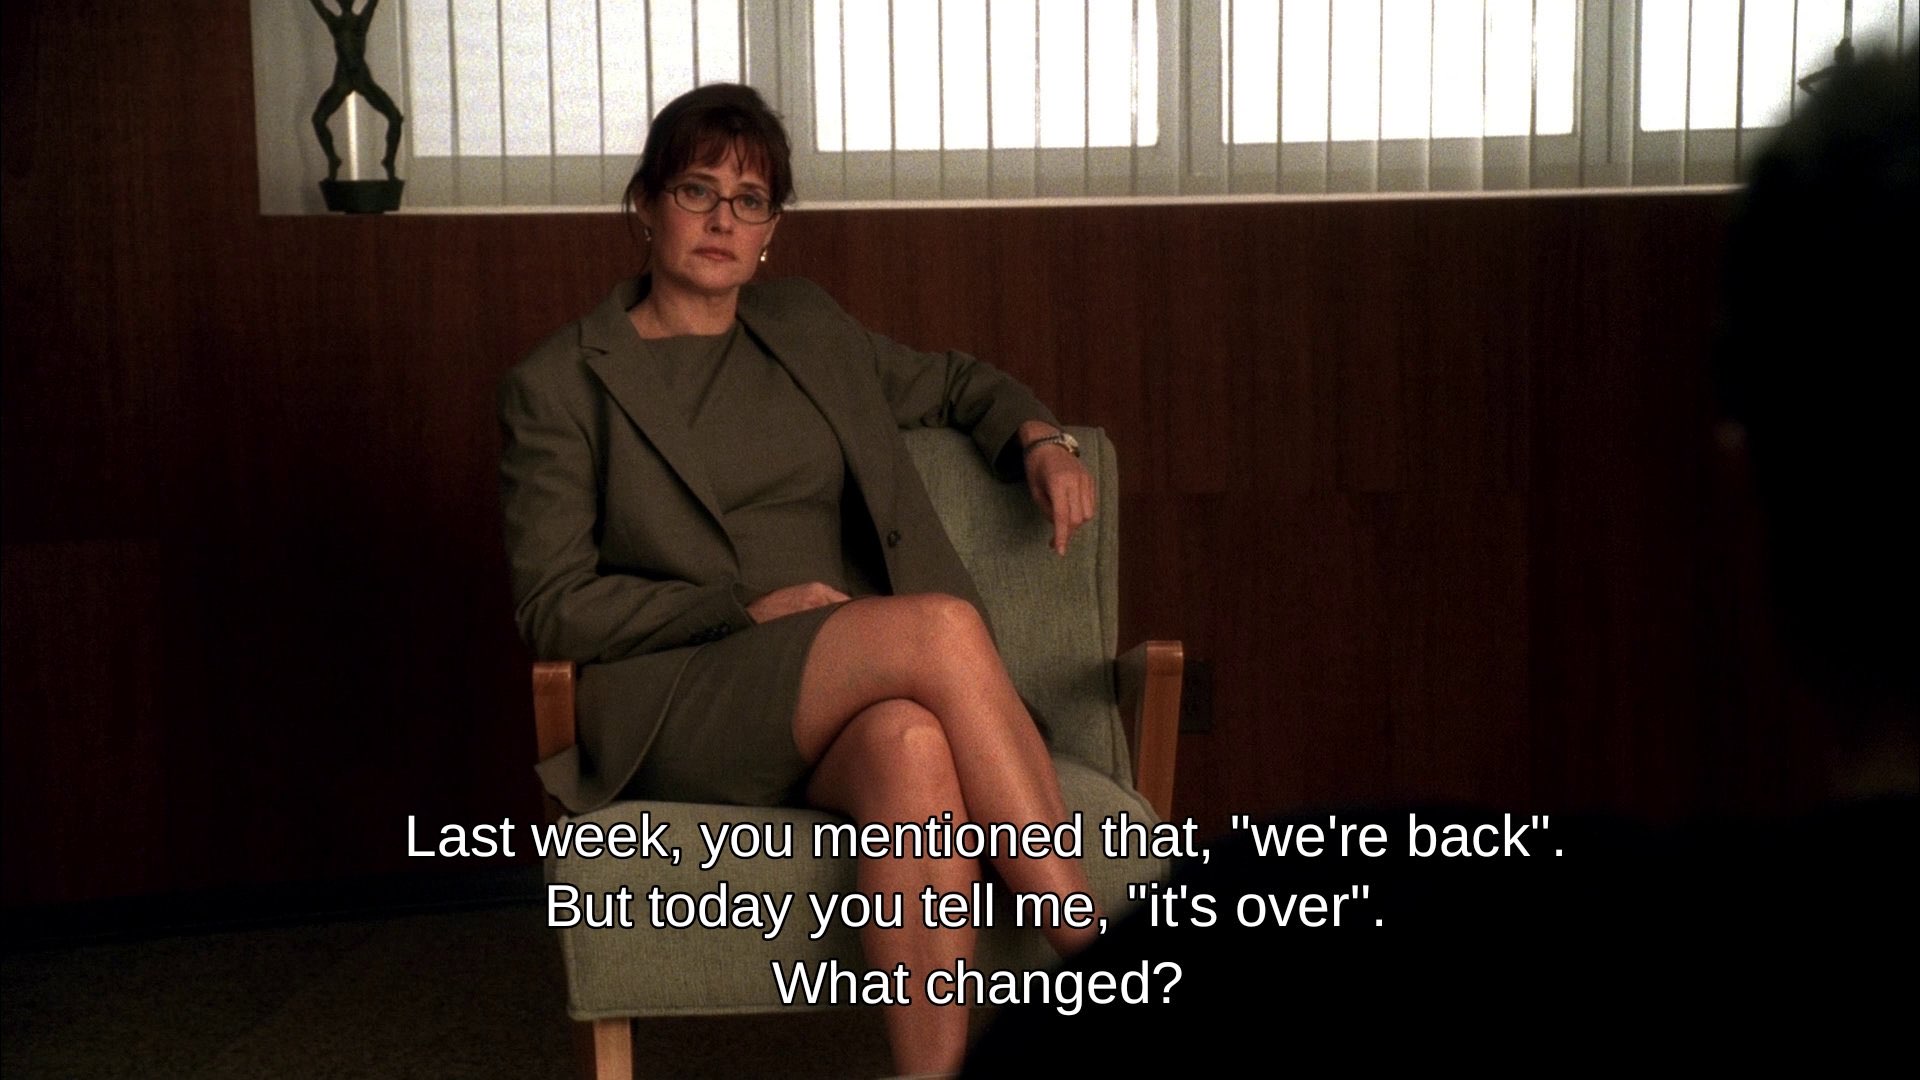 Last week, you mentioned that, "we're back".
But today you tell me, "it's over".
What changed?